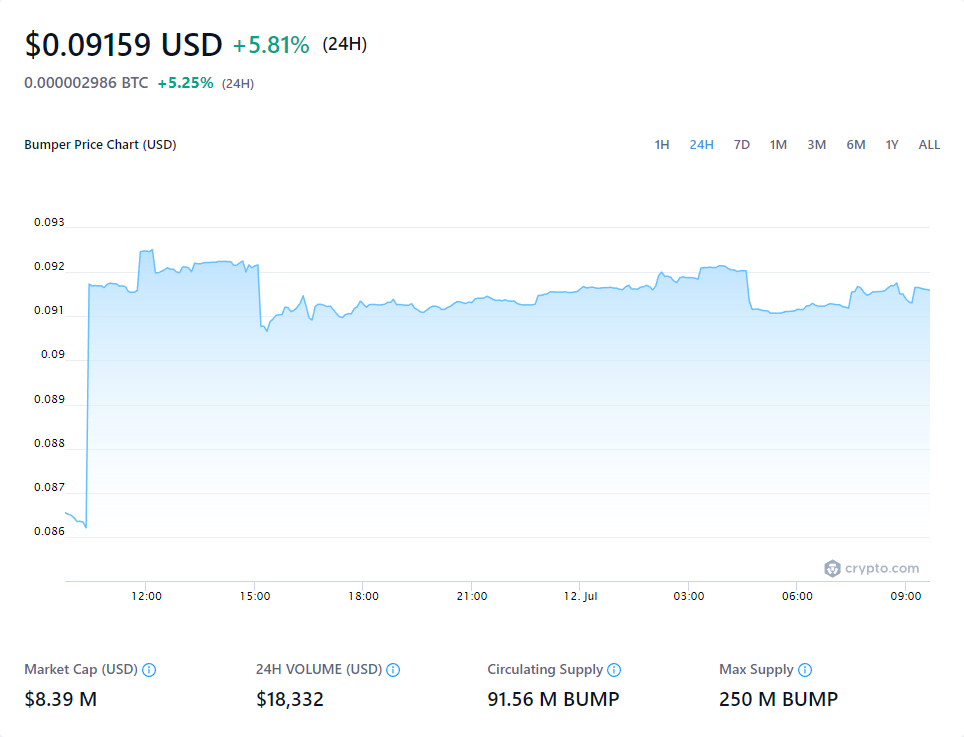 $0.09159 USD +5.81% (24H)
0.000002986 BTC +5.25% (24H)
Bumper Price Chart (USD) 1H 24H 7D 1M 3M 6M 1Y ALL
0.093
0.092
0.091
0.09
0.089
0.088
0.087
0.086
crypto.com
12:00 15:00 18:00 21:00 12. Jul 03:00 06:00 09:00
Market Cap (USD) 24H VOLUME (USD) Circulating Supply Max Supply
$8.39 M $18,332 91.56 M BUMP 250 M BUMP